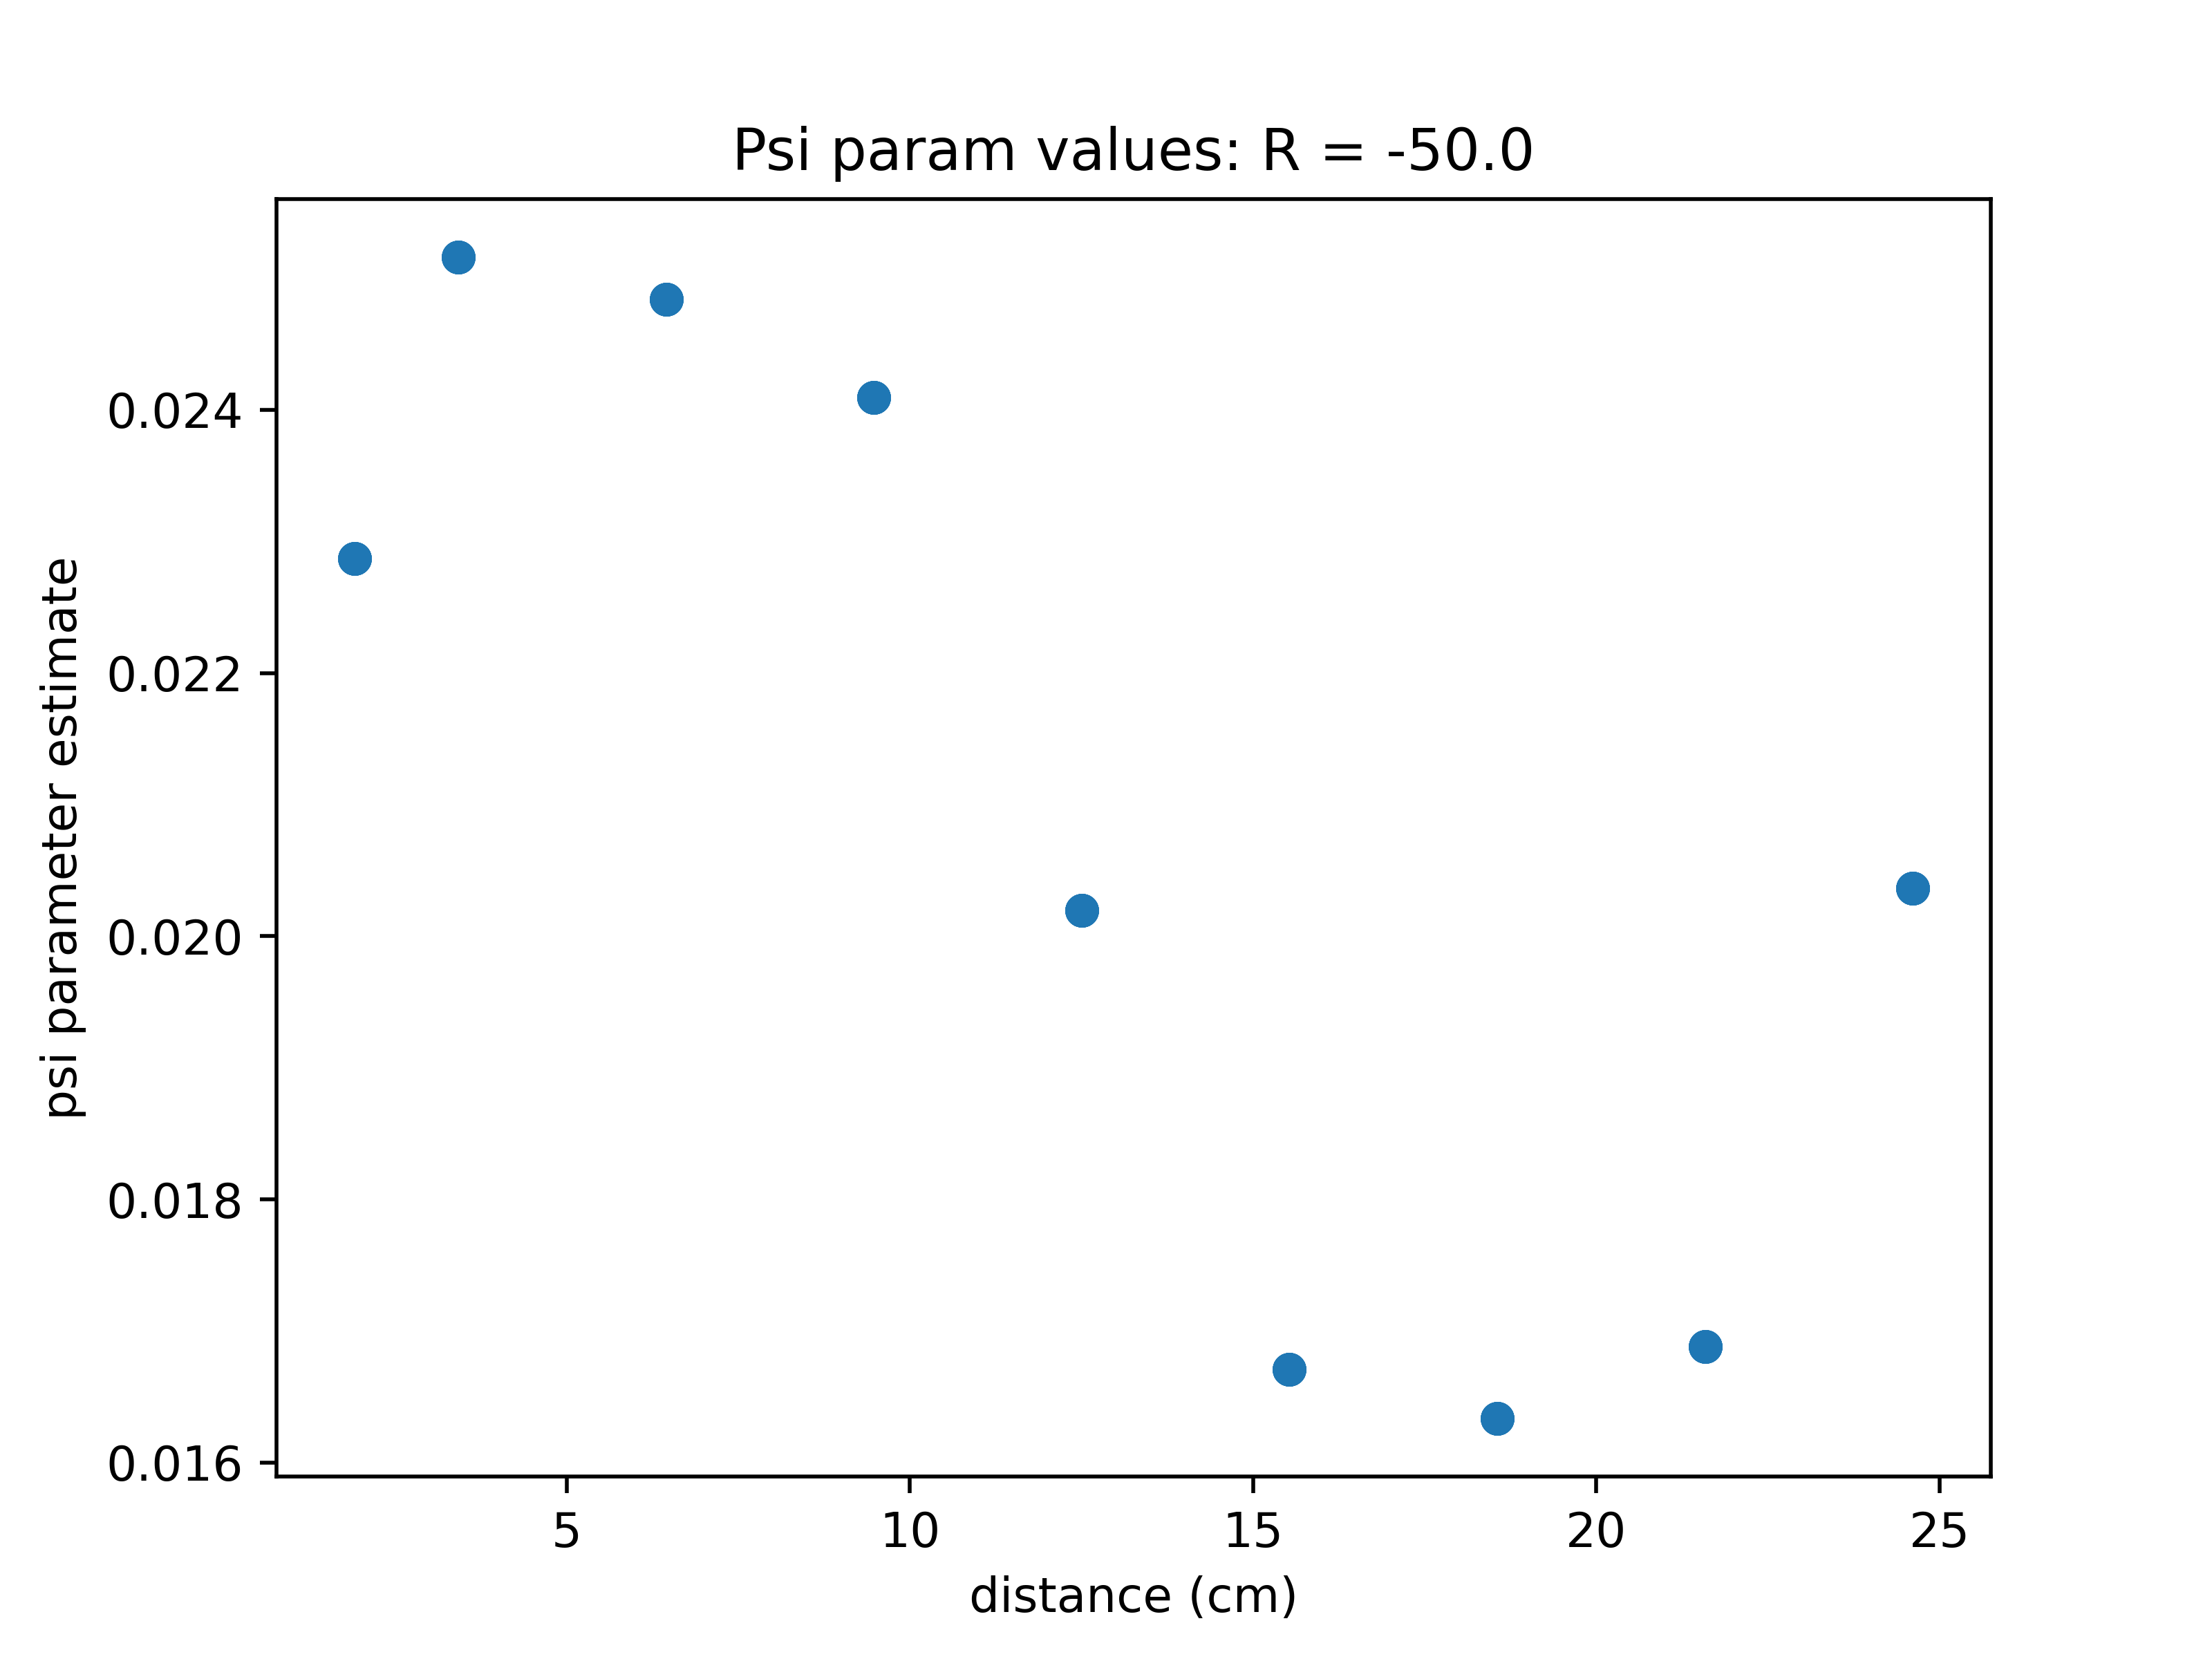 Psi param values: R = -50.0
psi parameter estimate
0.024
0.022
0.020
0.018
0.016
5 10 15 20 25
distance (cm)